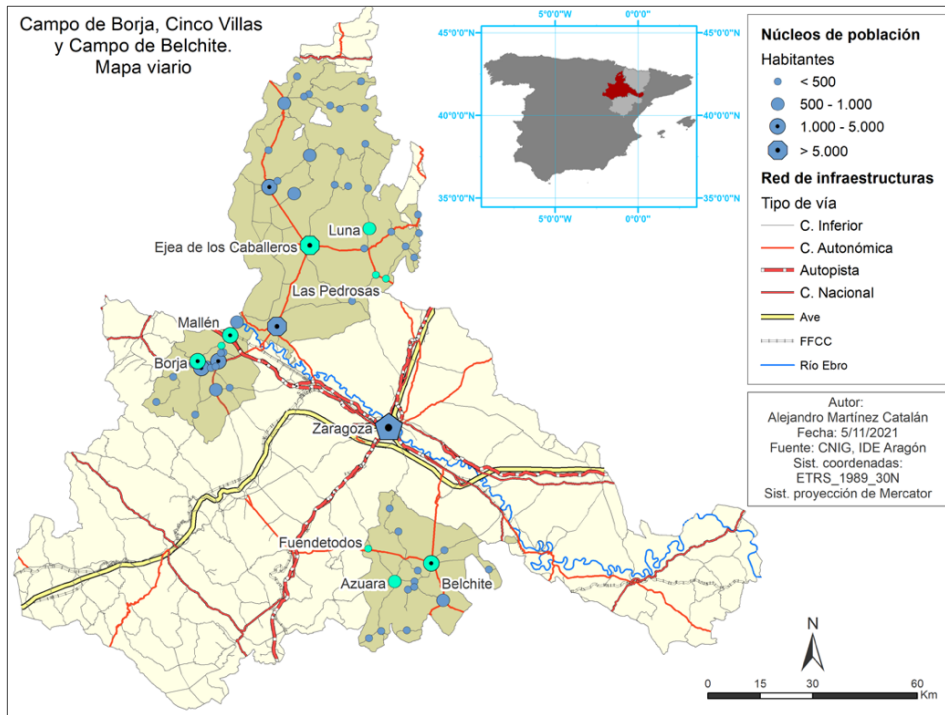 Campo de Borja, Cinco Villas
y Campo de Belchite.
Mapa viario
5°0'0"W
0°0'0"
45°0'0"N
45°0'0"N
40°0'0"N
40°0'0"N
35°0'0"N
35°0'0"N
5°0'0"W
0°0'0"
Núcleos de población
Habitantes
< 500
500 - 1.000
1.000 - 5.000
> 5.000
Red de infraestructuras
Tipo de vía
C. Inferior
C. Autonómica
Autopista
C. Nacional
Ave
FFCC
Río Ebro
Autor:
Alejandro Martínez Catalán
Fecha: 5/11/2021
Fuente: CNIG, IDE Aragón
Sist. coordenadas:
ETRS_1989_30N
Sist. proyección de Mercator
Luna
Ejea de los Caballeros
Las Pedrosas
Mallén
Borja
Zaragoza
Fuendetodos
Azuara
Belchite
N
0 15 30 60
Km